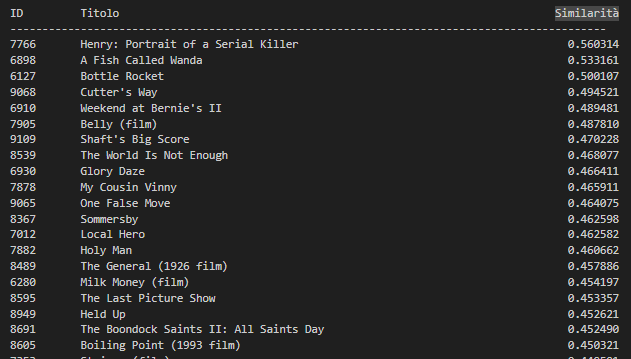 ID Titolo Similarità
--------------------------------------------------------------------------------------------
7766 Henry: Portrait of a Serial Killer 0.560314
6898 A Fish Called Wanda 0.533161
6127 Bottle Rocket 0.500107
9068 Cutter's Way 0.494521
6910 Weekend at Bernie's II 0.489481
7905 Belly (film) 0.487810
9109 Shaft's Big Score 0.470228
8539 The World Is Not Enough 0.468077
6930 Glory Daze 0.466411
7878 My Cousin Vinny 0.465911
9065 One False Move 0.464075
8367 Sommersby 0.462598
7012 Local Hero 0.462582
7882 Holy Man 0.460662
8489 The General (1926 film) 0.457886
6280 Milk Money (film) 0.454197
8595 The Last Picture Show 0.453357
8949 Held Up 0.452621
8691 The Boondock Saints II: All Saints Day 0.452490
8605 Boiling Point (1993 film) 0.450321